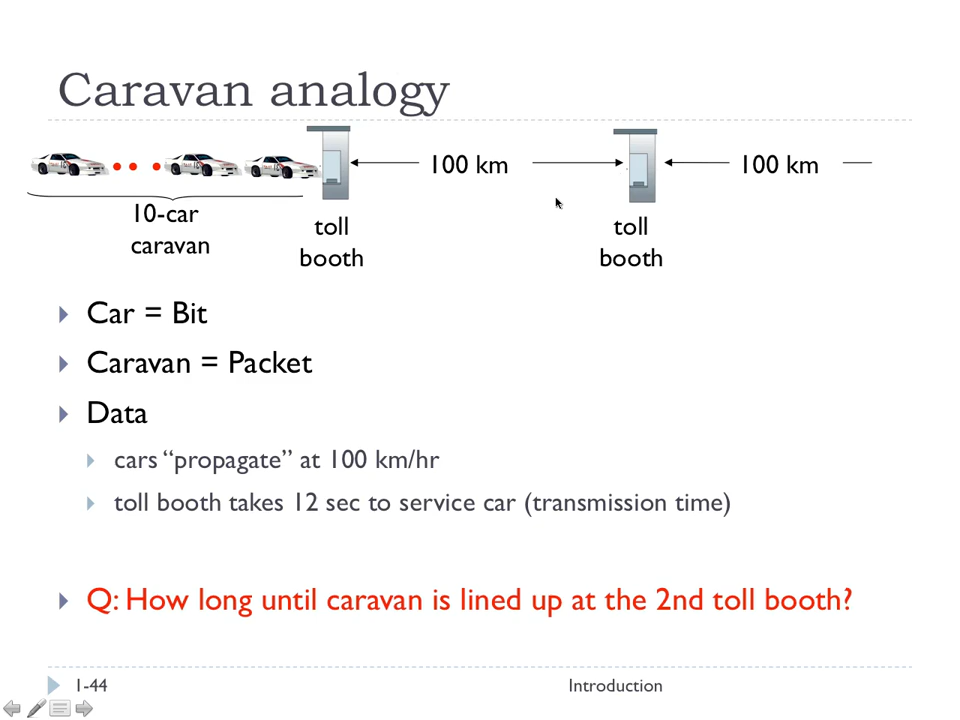 Caravan analogy
100 km
100 km
10-car
caravan
toll
booth
toll
booth
Car = Bit
Caravan = Packet
Data
cars “propagate” at 100 km/hr
toll booth takes 12 sec to service car (transmission time)
Q: How long until caravan is lined up at the 2nd toll booth?
1-44
Introduction